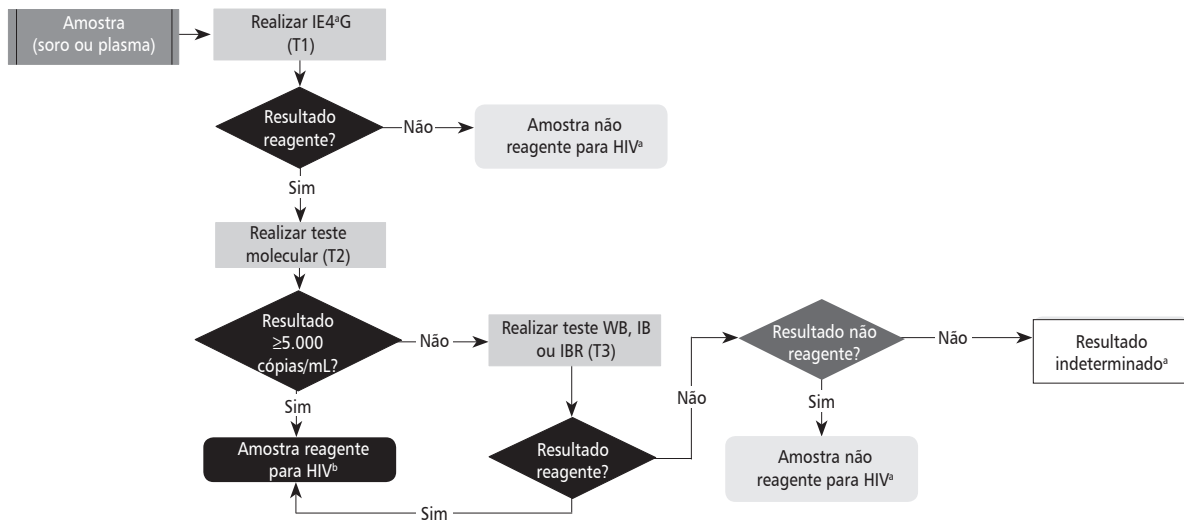 Amostra
(soro ou plasma)
Realizar IE4ªG
(T1)
Resultado
reagente?
Não
Amostra não
reagente para HIVª
Sim
Realizar teste
molecular (T2)
Resultado
≥5.000
cópias/mL?
Não
Realizar teste WB, IB
ou IBR (T3)
Resultado não
reagente?
Não
Resultado
indeterminadoª
Sim
Não
Sim
Amostra reagente
para HIVᵇ
Resultado
reagente?
Amostra não
reagente para HIVª
Sim